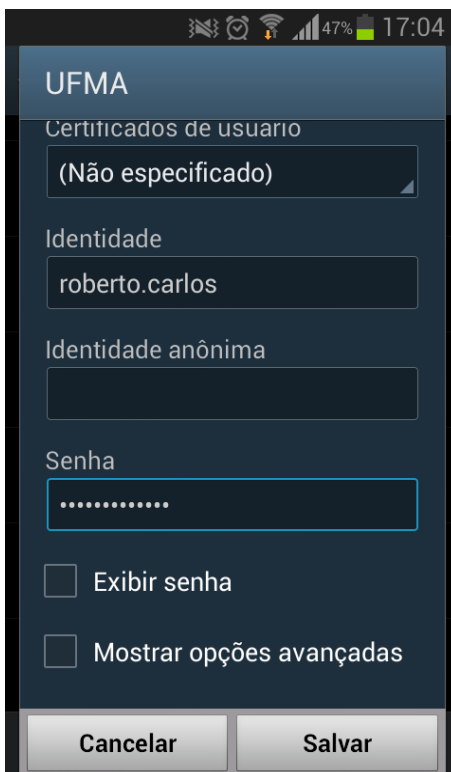 47% 17:04
UFMA
Certificados de usuário
(Não especificado)
Identidade
roberto.carlos
Identidade anônima
Senha
•••••••••••••
Exibir senha
Mostrar opções avançadas
Cancelar Salvar